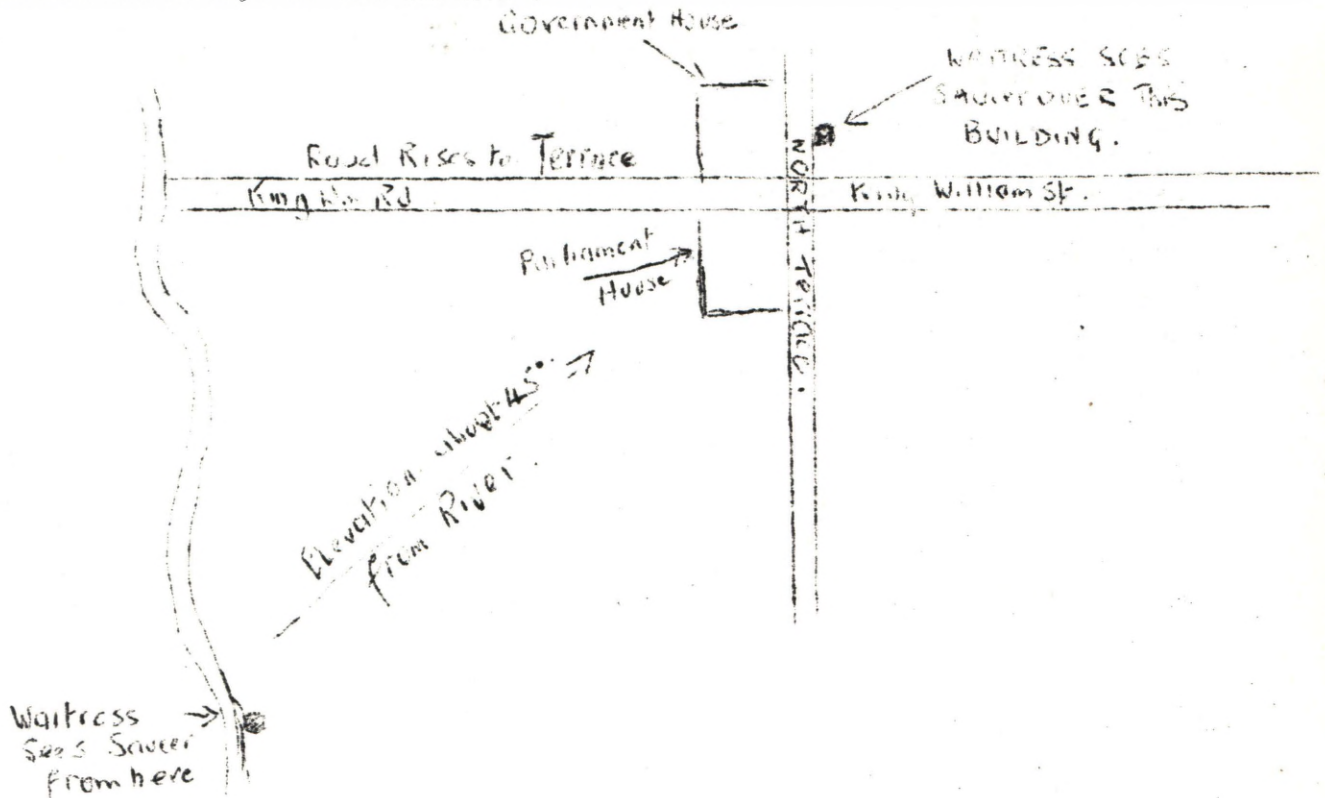 Government House
WAITRESS SEES
SAUCER OVER THIS
BUILDING.
Road Rises to Terrace
King Wm Rd
King William St.
NORTH TERRACE.
Parliament
House
Elevation about 45°
from River.
Waitress
Sees Saucer
From here